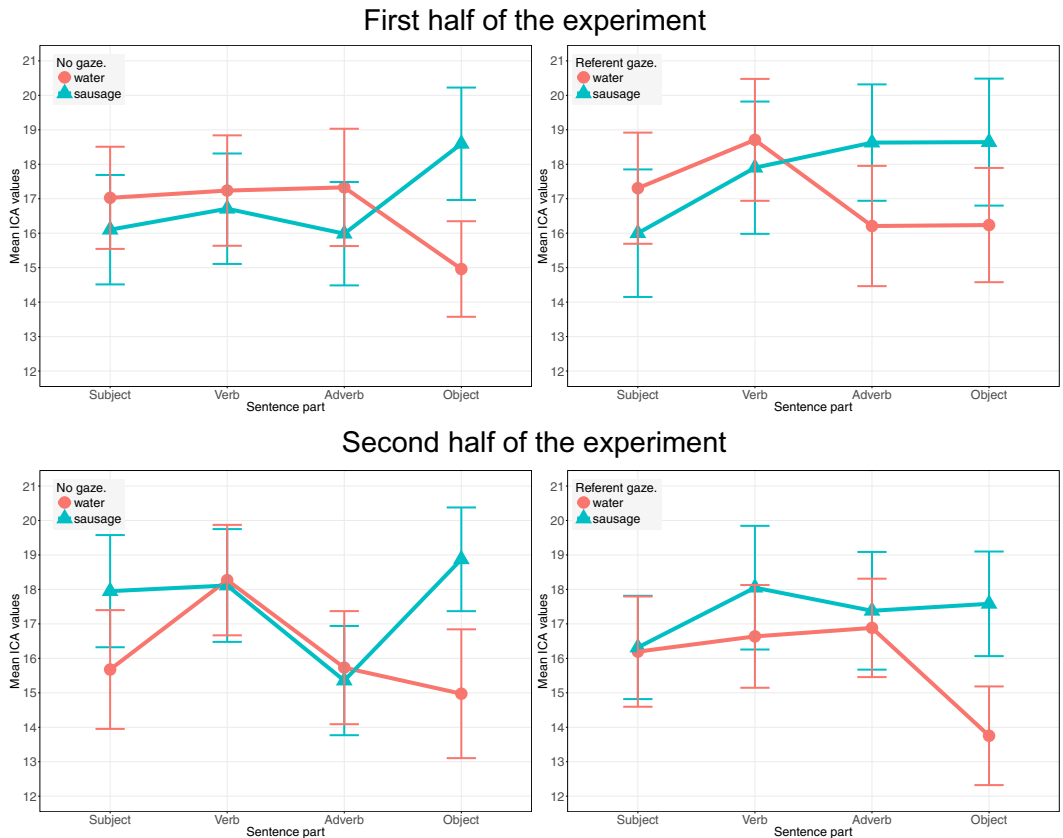 First half of the experiment
No gaze.
water
sausage
Mean ICA values
21
20
19
18
17
16
15
14
13
12
Subject Verb Adverb Object
Sentence part
Referent gaze.
water
sausage
Mean ICA values
21
20
19
18
17
16
15
14
13
12
Subject Verb Adverb Object
Sentence part
Second half of the experiment
No gaze.
water
sausage
Mean ICA values
21
20
19
18
17
16
15
14
13
12
Subject Verb Adverb Object
Sentence part
Referent gaze.
water
sausage
Mean ICA values
21
20
19
18
17
16
15
14
13
12
Subject Verb Adverb Object
Sentence part